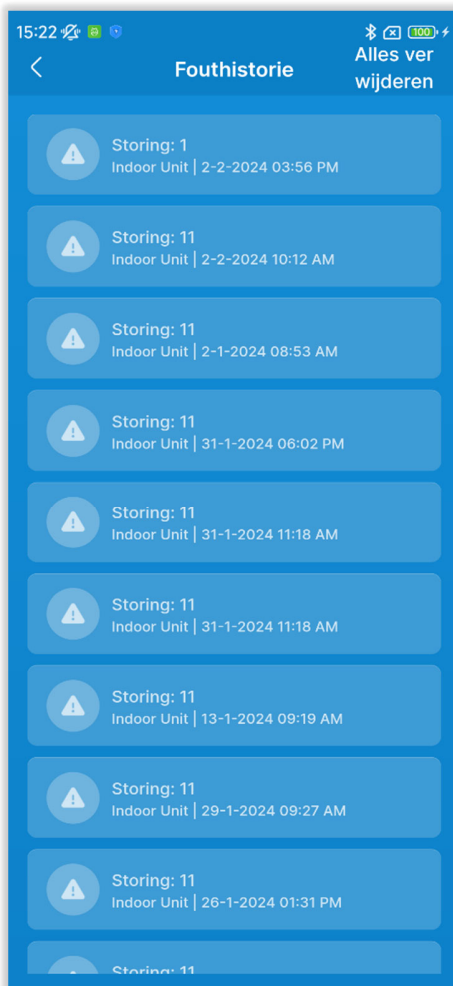 15:22
100
Fouthistorie
Alles ver
wijderen
Storing: 1
Indoor Unit | 2-2-2024 03:56 PM
Storing: 11
Indoor Unit | 2-2-2024 10:12 AM
Storing: 11
Indoor Unit | 2-1-2024 08:53 AM
Storing: 11
Indoor Unit | 31-1-2024 06:02 PM
Storing: 11
Indoor Unit | 31-1-2024 11:18 AM
Storing: 11
Indoor Unit | 31-1-2024 11:18 AM
Storing: 11
Indoor Unit | 13-1-2024 09:19 AM
Storing: 11
Indoor Unit | 29-1-2024 09:27 AM
Storing: 11
Indoor Unit | 26-1-2024 01:31 PM
Storing: 11